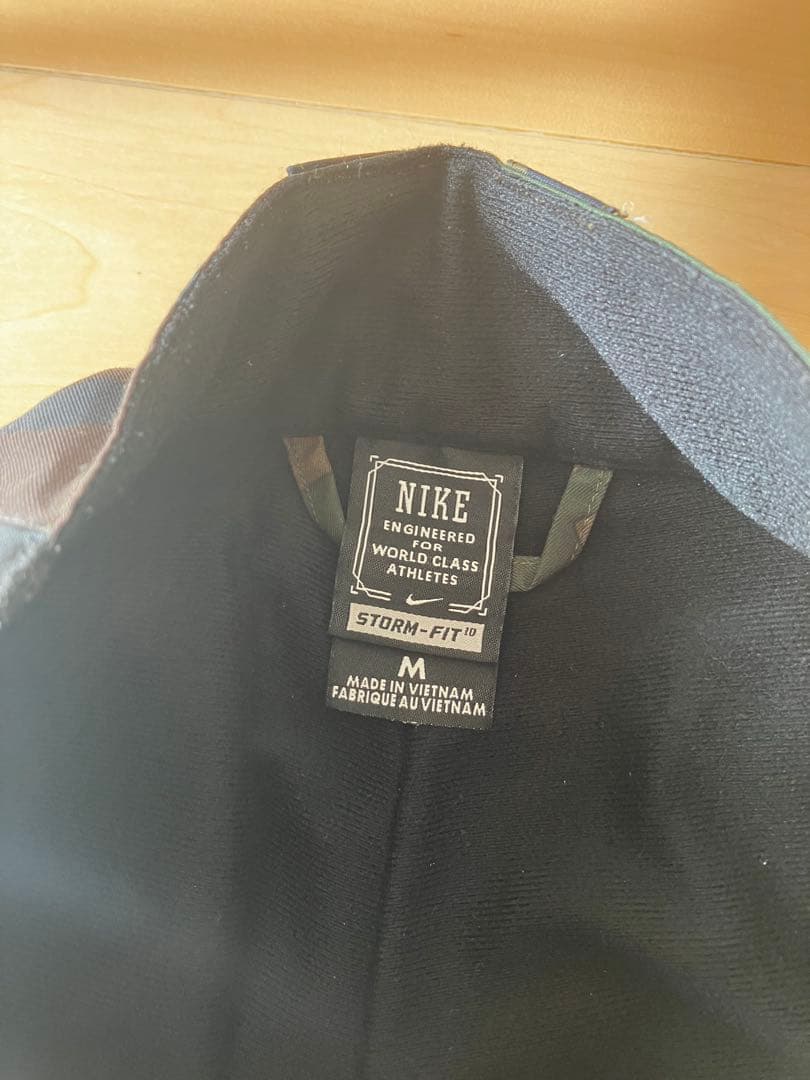 NIKE
ENGINEERED
FOR
WORLD CLASS
ATHLETES
STORM-FIT 10
M
MADE IN VIETNAM
FABRIQUE AU VIETNAM